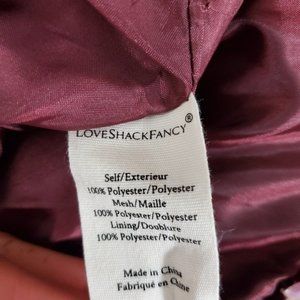 LoveShackFancy®
Self/Exterieur
100% Polyester/Polyester
Mesh/Maille
100% Polyester/Polyester
Lining/Doublure
100% Polyester/Polyester
Made in China
Fabriqué en Chine